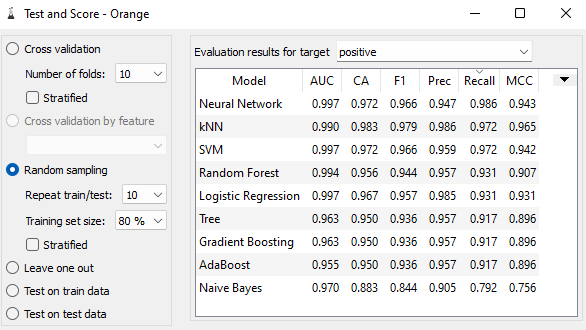 Test and Score - Orange
Cross validation
Number of folds: 10
Stratified
Cross validation by feature
Random sampling
Repeat train/test: 10
Training set size: 80 %
Stratified
Leave one out
Test on train data
Test on test data
Evaluation results for target positive
Model AUC CA F1 Prec Recall MCC
Neural Network 0.997 0.972 0.966 0.947 0.986 0.943
kNN 0.990 0.983 0.979 0.986 0.972 0.965
SVM 0.997 0.972 0.966 0.959 0.972 0.942
Random Forest 0.994 0.956 0.944 0.957 0.931 0.907
Logistic Regression 0.997 0.967 0.957 0.985 0.931 0.931
Tree 0.963 0.950 0.936 0.957 0.917 0.896
Gradient Boosting 0.963 0.950 0.936 0.957 0.917 0.896
AdaBoost 0.955 0.950 0.936 0.957 0.917 0.896
Naive Bayes 0.970 0.883 0.844 0.905 0.792 0.756